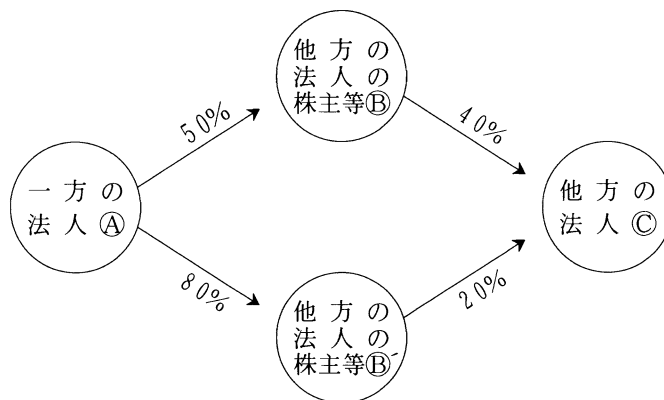 他方の
法人の
株主等Ⓑ
50%
40%
一方の
法人Ⓐ
他方の
法人Ⓒ
80%
20%
他方の
法人の
株主等Ⓑ´